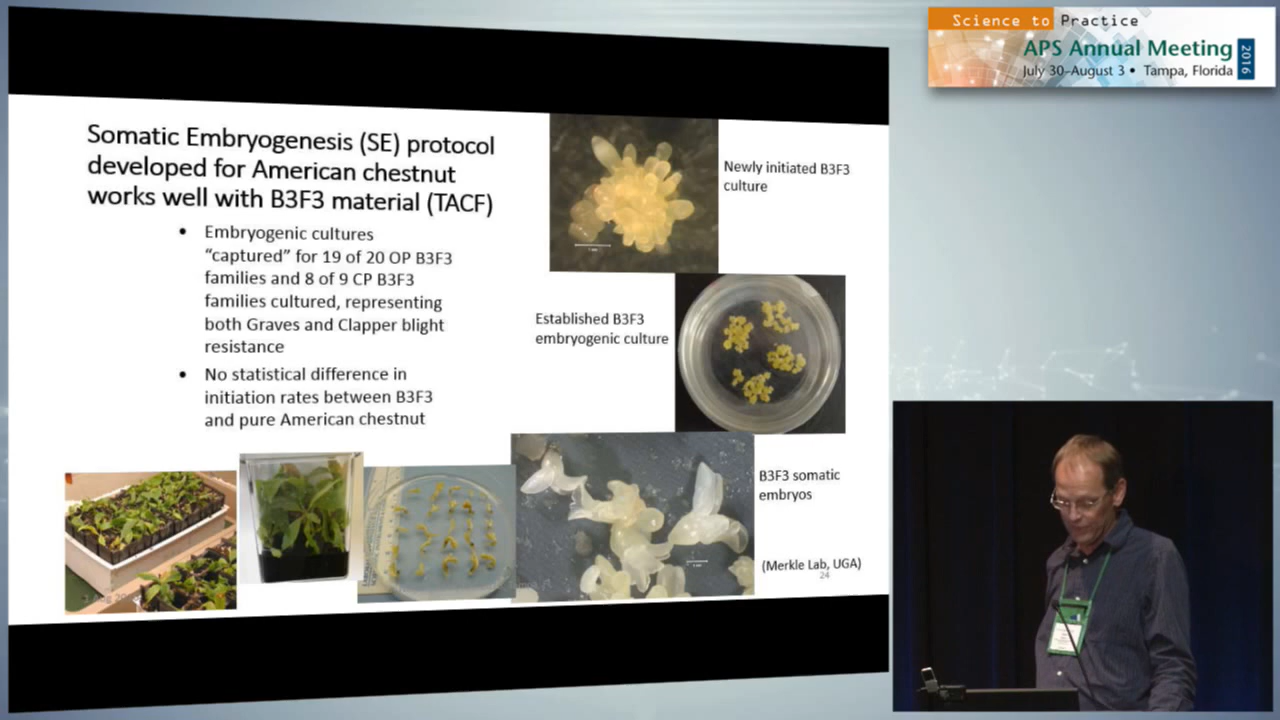 Science to Practice
APS Annual Meeting
2016
July 30–August 3 • Tampa, Florida
Somatic Embryogenesis (SE) protocol
developed for American chestnut
works well with B3F3 material (TACF)
• Embryogenic cultures
“captured” for 19 of 20 OP B3F3
families and 8 of 9 CP B3F3
families cultured, representing
both Graves and Clapper blight
resistance
• No statistical difference in
initiation rates between B3F3
and pure American chestnut
Newly initiated B3F3
culture
Established B3F3
embryogenic culture
B3F3 somatic
embryos
(Merkle Lab, UGA)
24